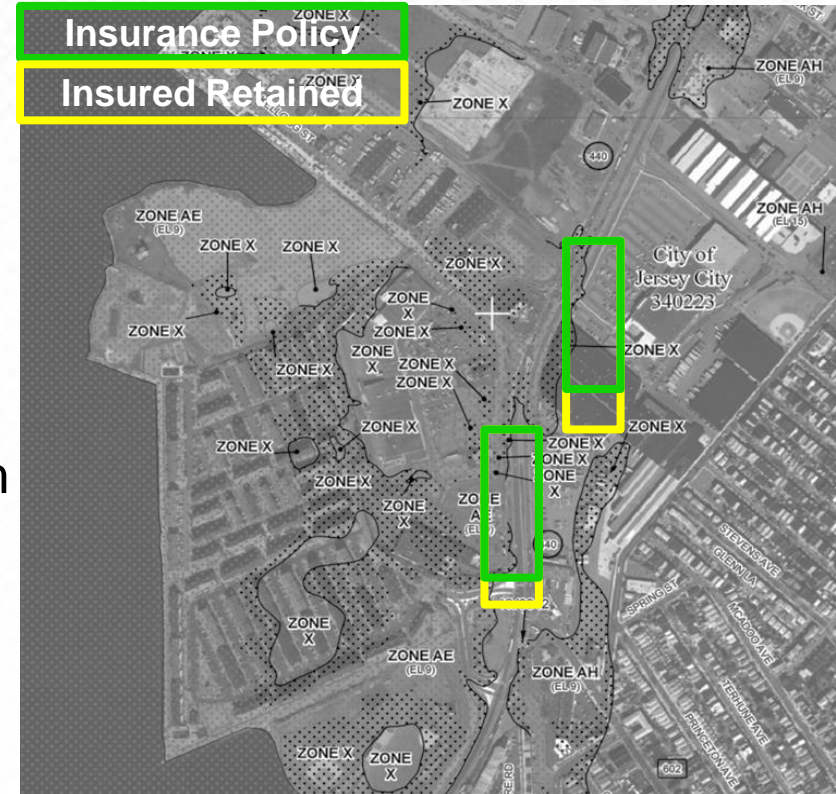 Insurance Policy
Insured Retained
ZONE X
ZONE X
ZONE X
ZONE AH
(EL 9)
440
ZONE AE
(EL 9)
ZONE X
ZONE X
ZONE X
ZONE AH
(EL 15)
City of
Jersey City
340223
ZONE
X
ZONE X
ZONE X
ZONE
X
ZONE X
ZONE X
ZONE X
ZONE X
ZONE X
ZONE X
ZONE X
ZONE X
ZONE X
ZONE
X
ZONE X
ZONE
X
n
ZONE
STEVENS AVE
GLENN LA
SPRING ST
MCADOO AVE
ZONE
X
ZONE AE
(EL 9)
ZONE AH
(EL 9)
TERHUNE AVE
PRINCETON AVE
ZONE X
ZONE
X
602
RE RD